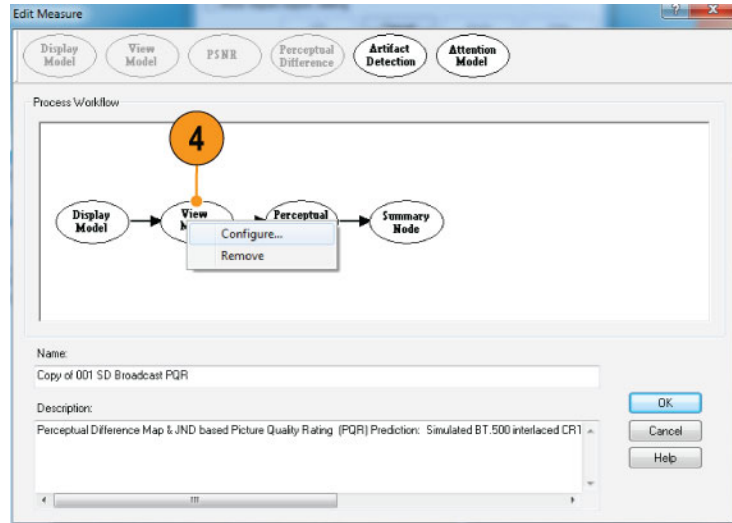 Edit Measure
Display
Model
View
Model
PSNR
Perceptual
Difference
Artifact
Detection
Attention
Model
Process Workflow
4
Display
Model
View
Perceptual
Summary
Node
Configure...
Remove
Name:
Copy of 001 SD Broadcast PQR
Description:
Perceptual Difference Map & JND based Picture Quality Rating (PQR) Prediction: Simulated BT.500 interlaced CRT
OK
Cancel
Help